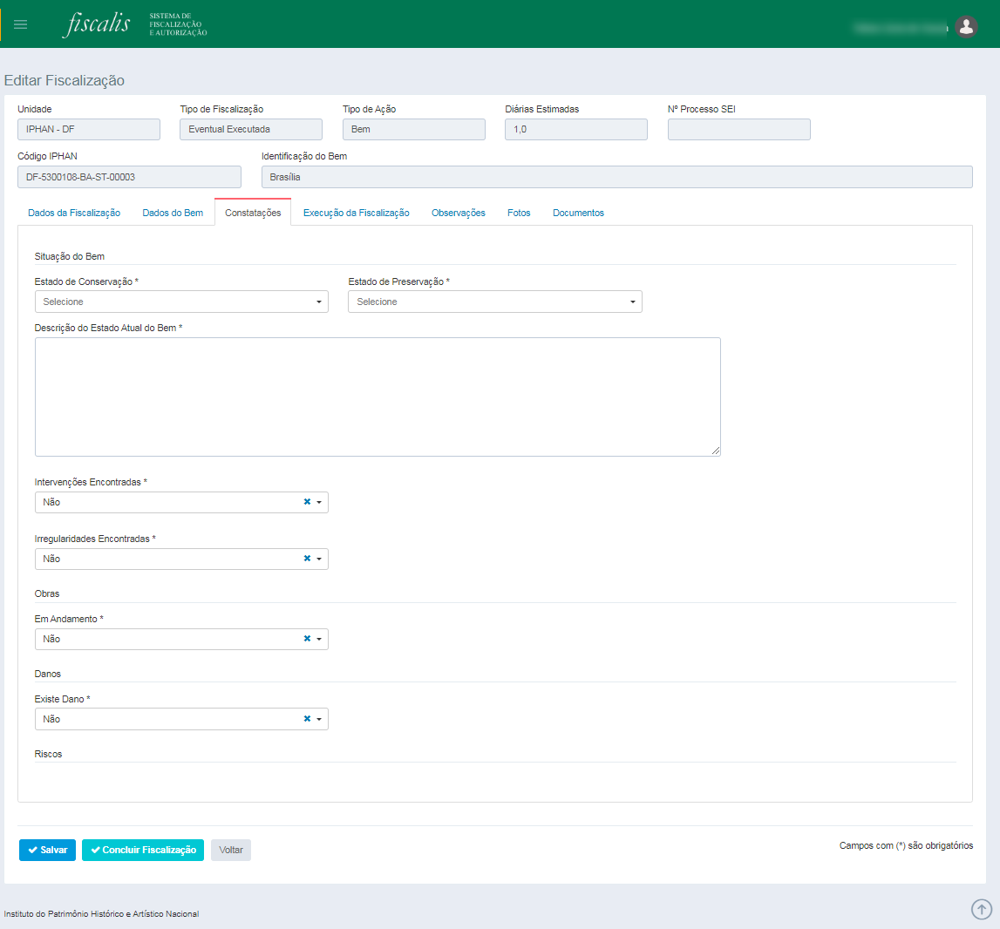 fiscalis
SISTEMA DE
FISCALIZAÇÃO
E AUTORIZAÇÃO
Editar Fiscalização
Unidade Tipo de Fiscalização Tipo de Ação Diárias Estimadas Nº Processo SEI
IPHAN - DF Eventual Executada Bem 1,0
Código IPHAN Identificação do Bem
DF-5300108-BA-ST-00003 Brasília
Dados da Fiscalização Dados do Bem Constatações Execução da Fiscalização Observações Fotos Documentos
Situação do Bem
Estado de Conservação * Estado de Preservação *
Selecione Selecione
Descrição do Estado Atual do Bem *
Intervenções Encontradas *
Não
Irregularidades Encontradas *
Não
Obras
Em Andamento *
Não
Danos
Existe Dano *
Não
Riscos
Salvar Concluir Fiscalização Voltar Campos com (*) são obrigatórios
Instituto do Patrimônio Histórico e Artístico Nacional